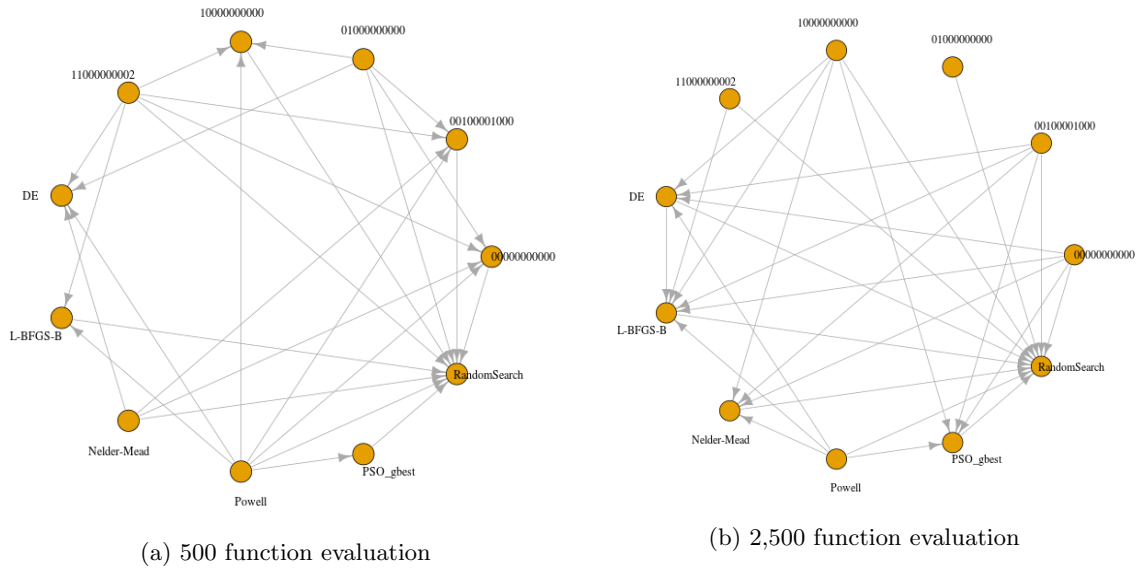 10000000000
01000000000
11000000002
00100001000
DE
00000000000
L-BFGS-B
RandomSearch
Nelder-Mead
PSO_gbest
Powell
(a) 500 function evaluation
10000000000
01000000000
11000000002
00100001000
DE
00000000000
L-BFGS-B
RandomSearch
Nelder-Mead
PSO_gbest
Powell
(b) 2,500 function evaluation